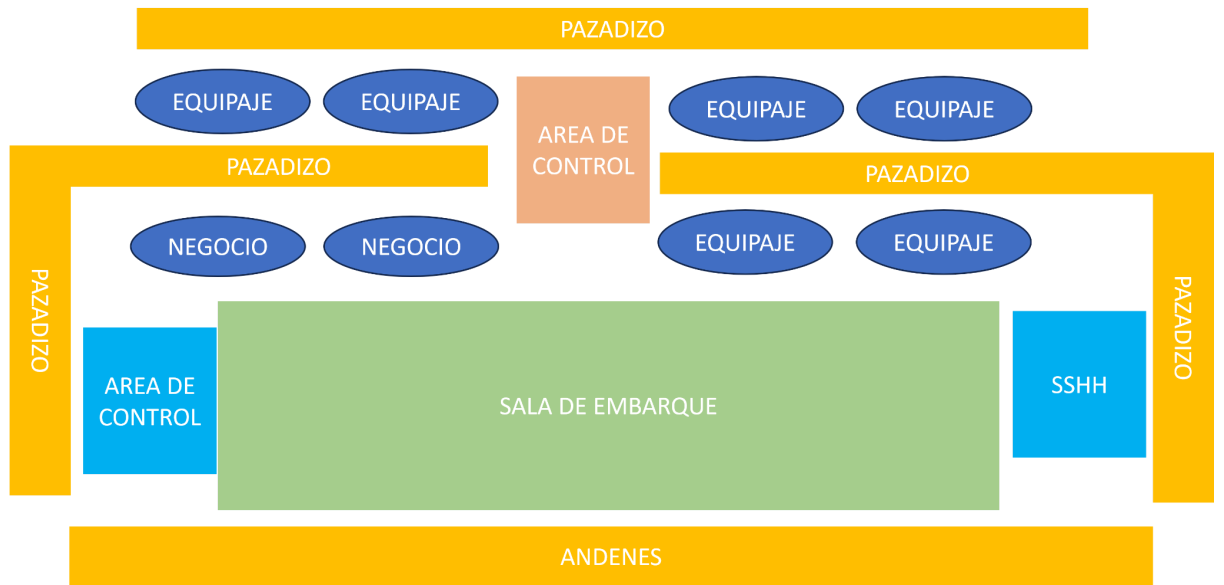 PAZADIZO
EQUIPAJE
EQUIPAJE
AREA DE
CONTROL
EQUIPAJE
EQUIPAJE
PAZADIZO
PAZADIZO
NEGOCIO
NEGOCIO
EQUIPAJE
EQUIPAJE
PAZADIZO
AREA DE
CONTROL
SALA DE EMBARQUE
SSHH
PAZADIZO
ANDENES